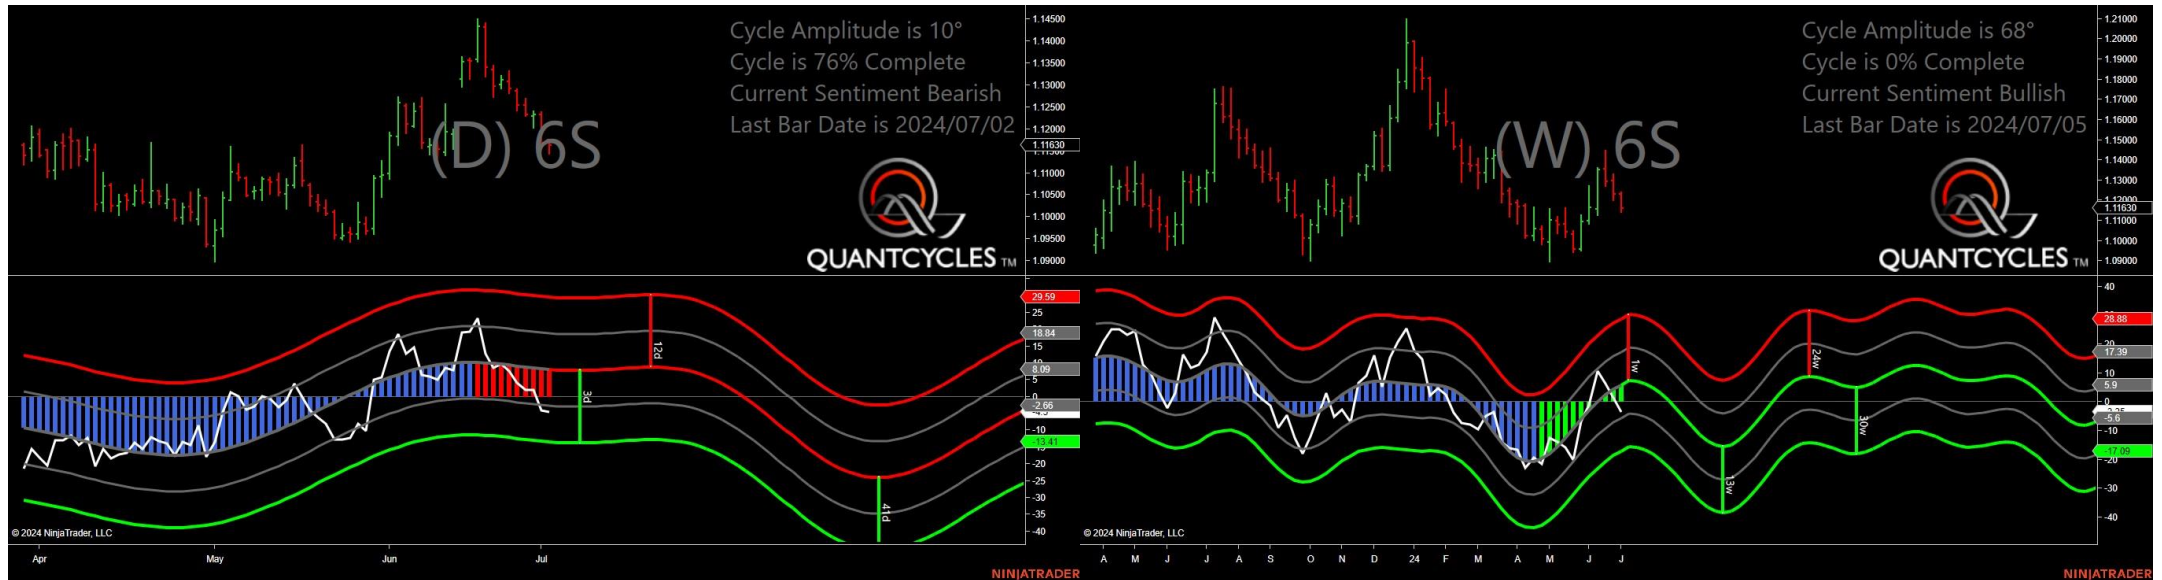 Cycle Amplitude is 10°
Cycle is 76% Complete
Current Sentiment Bearish
Last Bar Date is 2024/07/02
(D) 6S
QUANTCYCLES TM
1.14500
1.14000
1.13500
1.13000
1.12500
1.12000
1.11630
1.10500
1.10000
1.09500
1.09000
29.59
25
18.84
15
10
8.09
5
0
-2.66
-10
-13.41
-20
-25
-30
-35
-40
12d
3d
41d
© 2024 NinjaTrader, LLC
Apr May Jun Jul
NINJATRADER
Cycle Amplitude is 68°
Cycle is 0% Complete
Current Sentiment Bullish
Last Bar Date is 2024/07/05
(W) 6S
QUANTCYCLES TM
1.21000
1.20000
1.19000
1.18000
1.17000
1.16000
1.15000
1.14000
1.13000
1.12000
1.11630
1.11000
1.10000
1.09000
40
28.88
20
17.39
5.9
0
-5.6
-10
-17.09
-20
-30
-40
1w
24w
13w
30w
© 2024 NinjaTrader, LLC
A M J J A S O N D 24 F M A M J J
NINJATRADER